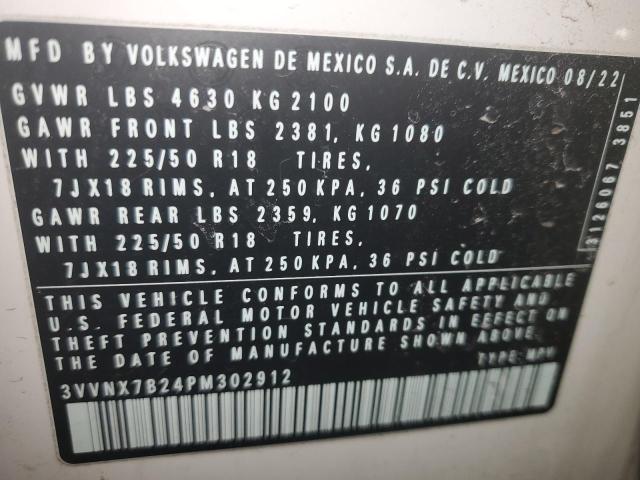 MFD BY VOLKSWAGEN DE MEXICO S.A. DE C.V. MEXICO 08/22
GVWR LBS 4630 KG 2100
GAWR FRONT LBS 2381, KG 1080
WITH 225/50 R18 TIRES,
7JX18 RIMS, AT 250 KPA, 36 PSI COLD
GAWR REAR LBS 2359, KG 1070
WITH 225/50 R18 TIRES,
7JX18 RIMS, AT 250 KPA, 36 PSI COLD
THIS VEHICLE CONFORMS TO ALL APPLICABLE
U.S. FEDERAL MOTOR VEHICLE SAFETY AND
THEFT PREVENTION STANDARDS IN EFFECT ON
THE DATE OF MANUFACTURE SHOWN ABOVE.
TYPE: MPV
3VVNX7B24PM302912
3126067 3851